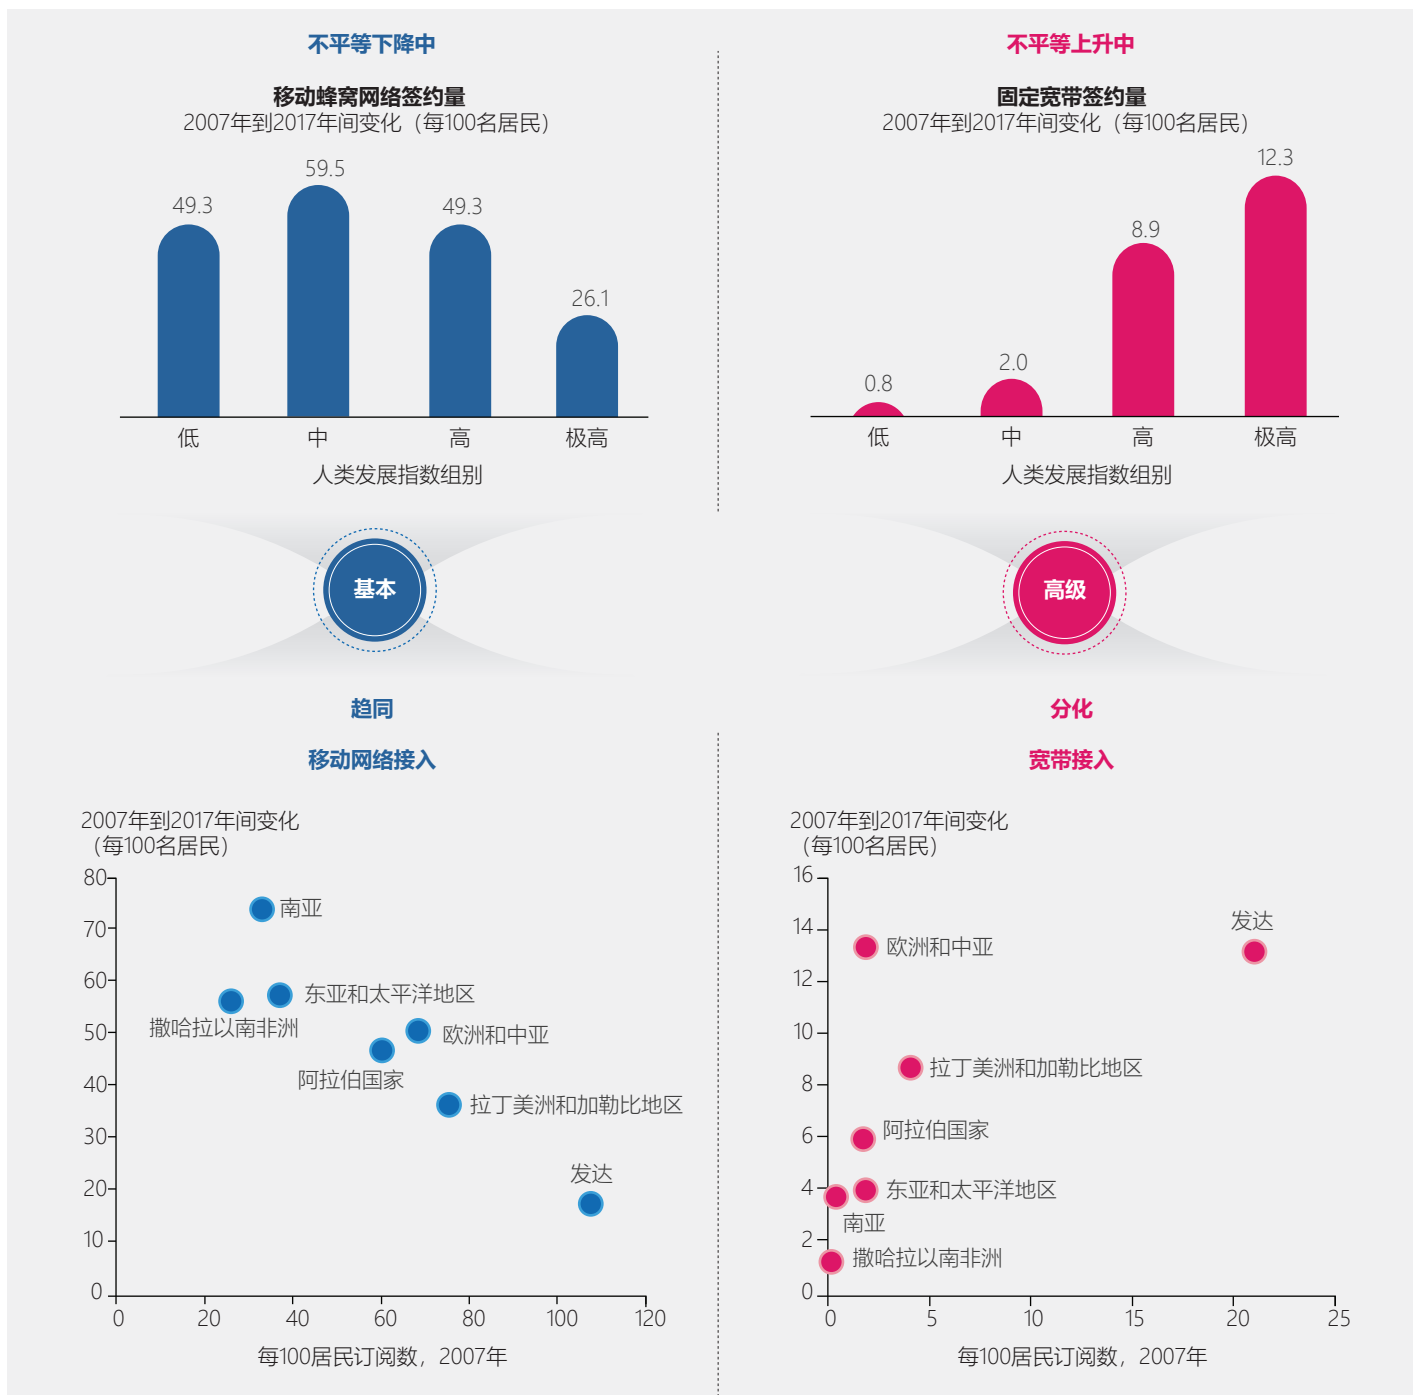 不平等下降中
移动蜂窝网络签约量
2007年到2017年间变化（每100名居民）
49.3
59.5
49.3
26.1
低
中
高
极高
人类发展指数组别
不平等上升中
固定宽带签约量
2007年到2017年间变化（每100名居民）
0.8
2.0
8.9
12.3
低
中
高
极高
人类发展指数组别
基本
高级
趋同
移动网络接入
2007年到2017年间变化
（每100名居民）
80
70
60
50
40
30
20
10
0
南亚
东亚和太平洋地区
撒哈拉以南非洲
欧洲和中亚
阿拉伯国家
拉丁美洲和加勒比地区
发达
0
20
40
60
80
100
120
每100居民订阅数，2007年
分化
宽带接入
2007年到2017年间变化
（每100名居民）
16
14
12
10
8
6
4
2
0
发达
欧洲和中亚
拉丁美洲和加勒比地区
阿拉伯国家
东亚和太平洋地区
南亚
撒哈拉以南非洲
0
5
10
15
20
25
每100居民订阅数，2007年